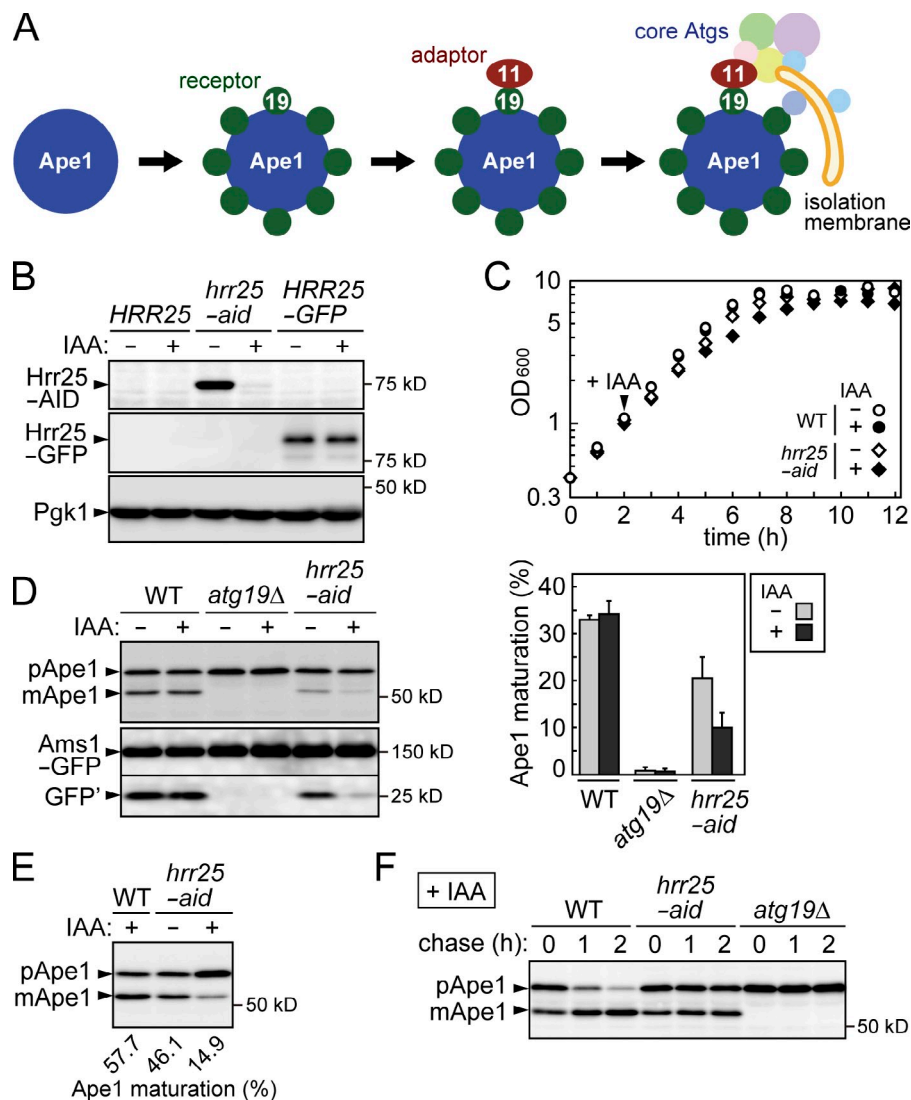 A
receptor
adaptor
core Atgs
Ape1
19
Ape1
11
19
Ape1
11
19
Ape1
isolation
membrane
B
HRR25
hrr25
-aid
HRR25
-GFP
IAA: – + – + – +
Hrr25
-AID
75 kD
Hrr25
-GFP
75 kD
50 kD
Pgk1
C
10
5
1
0.3
OD600
+ IAA
IAA
WT – +
hrr25
-aid – +
0 2 4 6 8 10 12
time (h)
D
WT atg19Δ hrr25
-aid
IAA: – + – + – +
pApe1
mApe1
50 kD
Ams1
-GFP
150 kD
GFP'
25 kD
Ape1 maturation (%)
40
30
20
10
0
WT
atg19Δ
hrr25
-aid
IAA
–
+
E
WT hrr25
-aid
IAA: + – +
pApe1
mApe1
50 kD
57.7 46.1 14.9
Ape1 maturation (%)
F
+ IAA
WT hrr25
-aid atg19Δ
chase (h): 0 1 2 0 1 2 0 1 2
pApe1
mApe1
50 kD